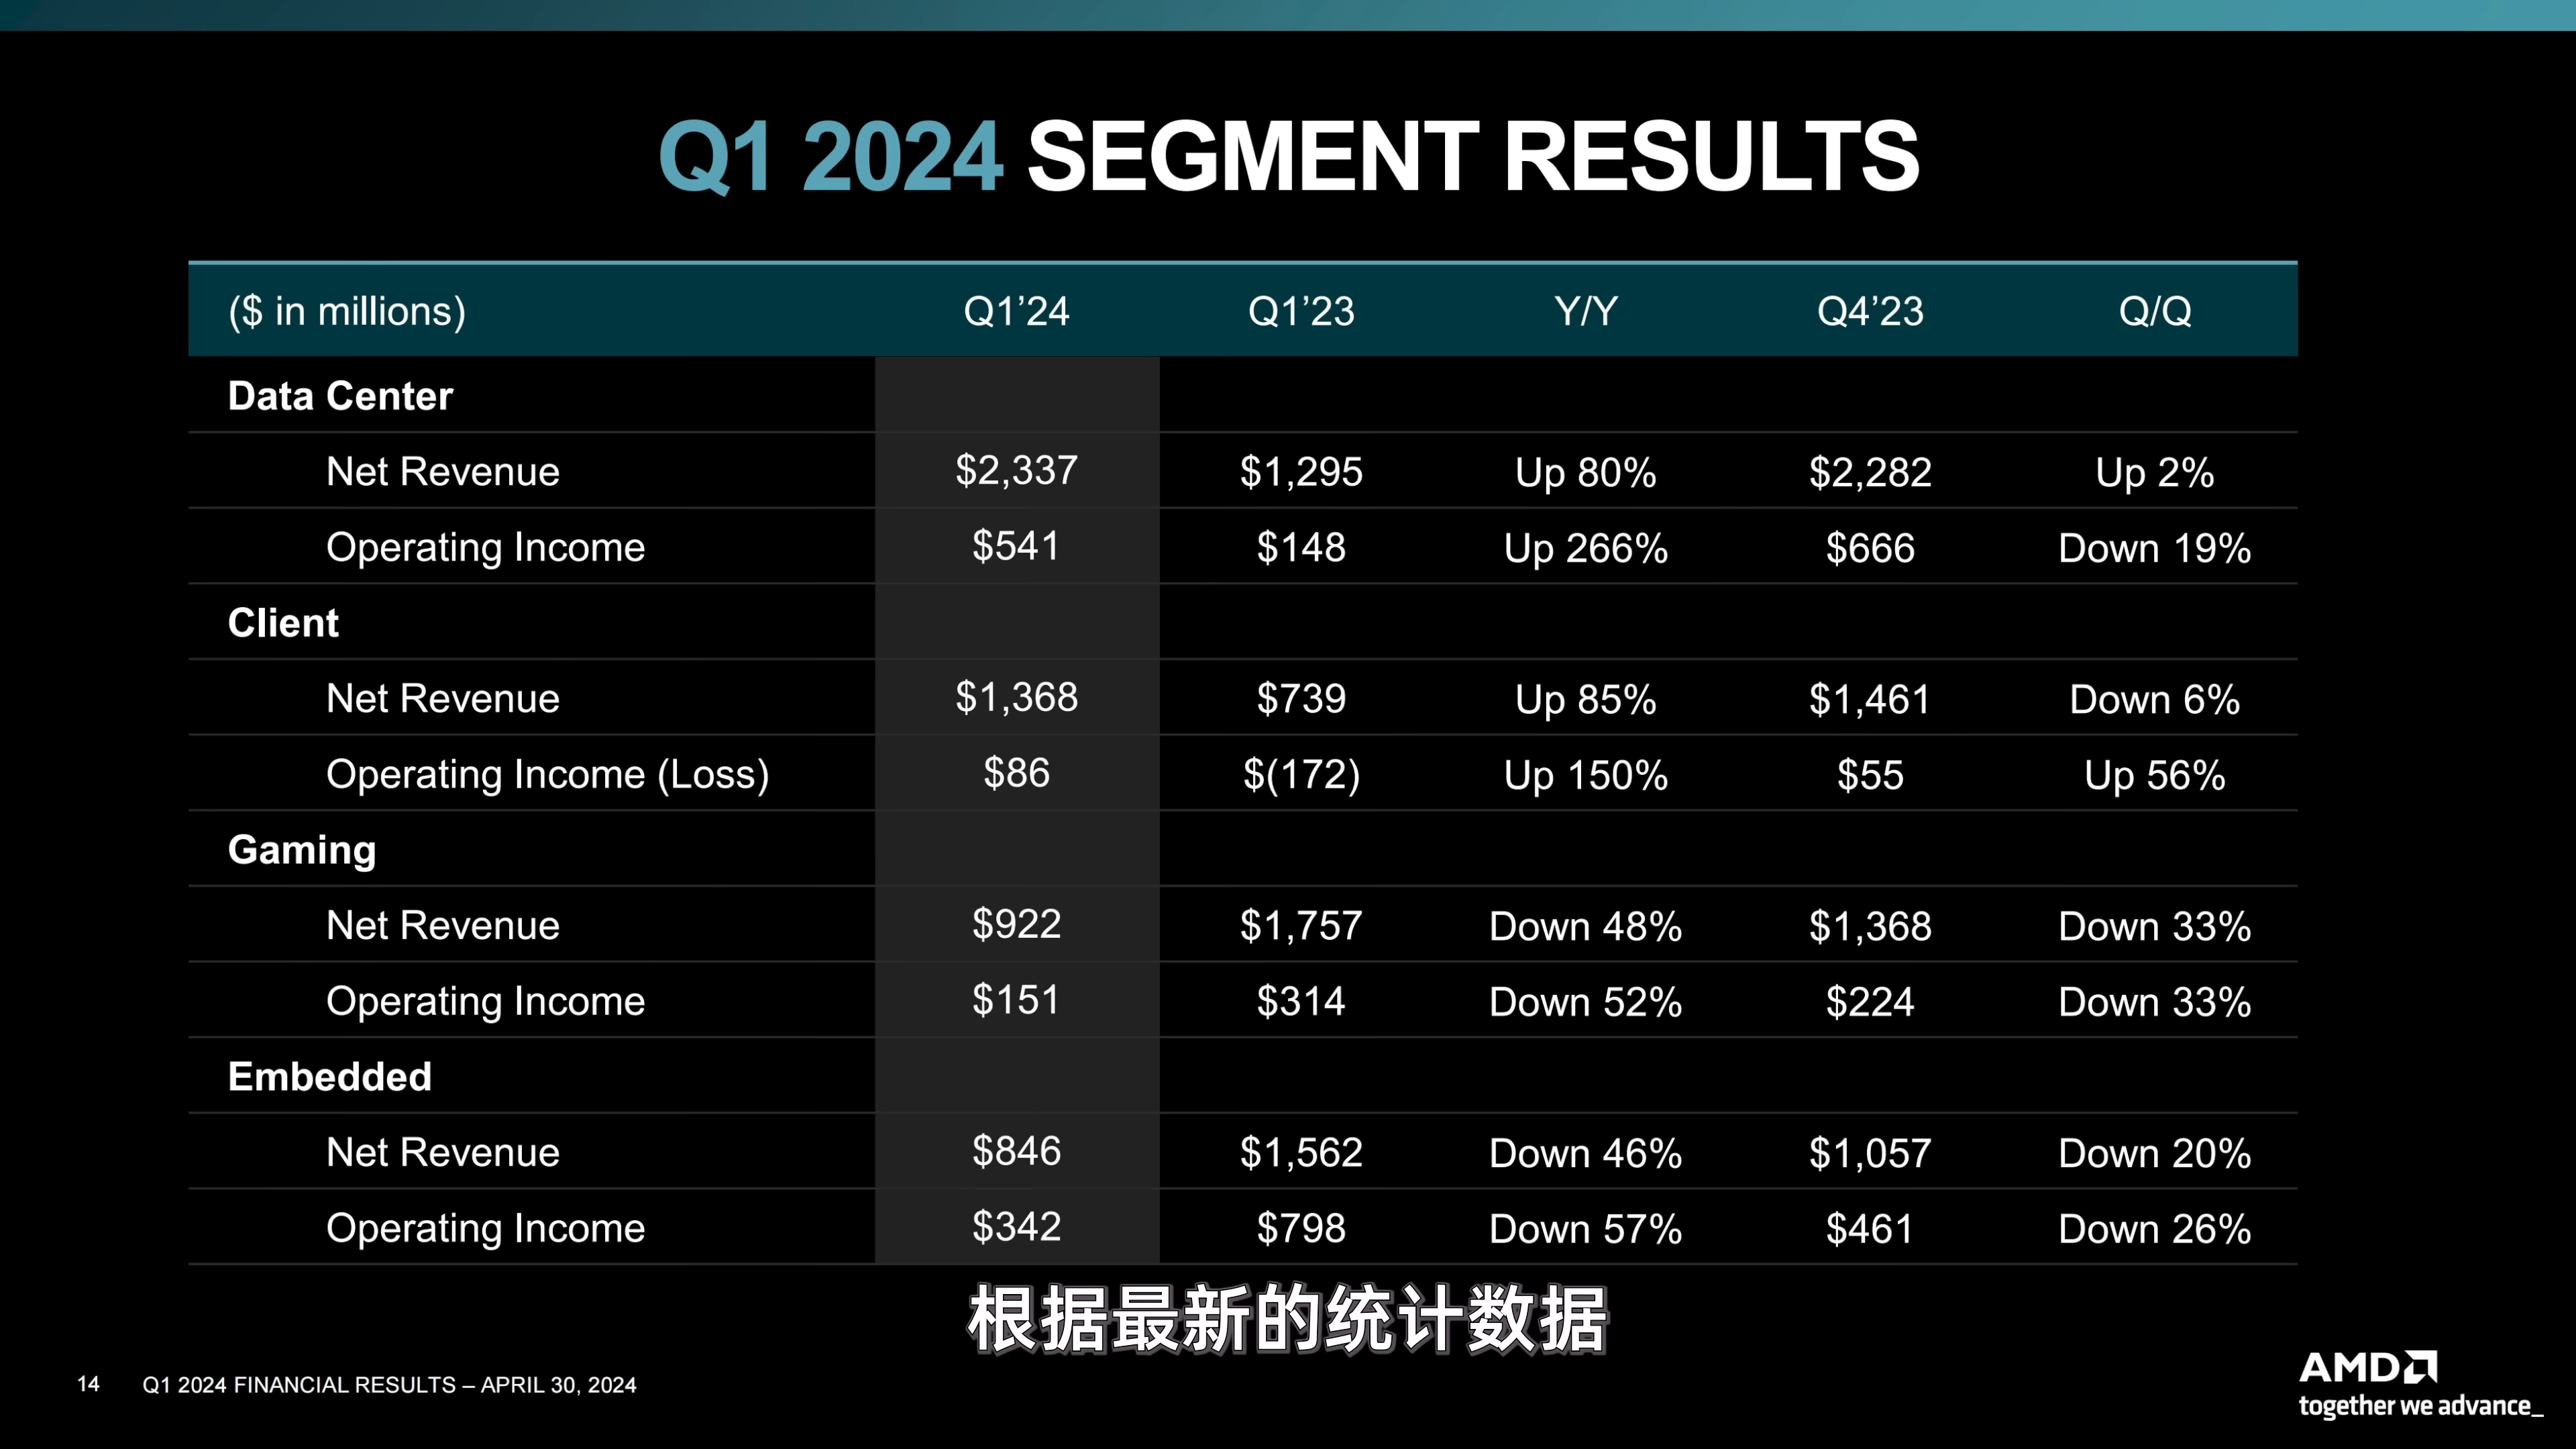 Q1 2024 SEGMENT RESULTS
($ in millions) Q1’24 Q1’23 Y/Y Q4’23 Q/Q
Data Center
Net Revenue $2,337 $1,295 Up 80% $2,282 Up 2%
Operating Income $541 $148 Up 266% $666 Down 19%
Client
Net Revenue $1,368 $739 Up 85% $1,461 Down 6%
Operating Income (Loss) $86 $(172) Up 150% $55 Up 56%
Gaming
Net Revenue $922 $1,757 Down 48% $1,368 Down 33%
Operating Income $151 $314 Down 52% $224 Down 33%
Embedded
Net Revenue $846 $1,562 Down 46% $1,057 Down 20%
Operating Income $342 $798 Down 57% $461 Down 26%
根据最新的统计数据
14 Q1 2024 FINANCIAL RESULTS – APRIL 30, 2024
AMD
together we advance_